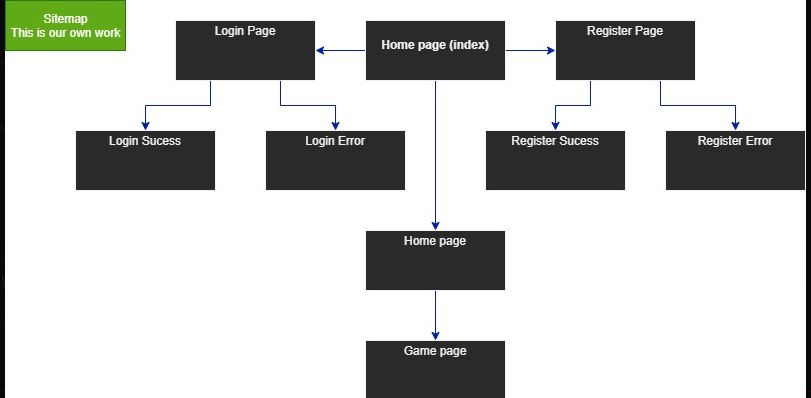 Sitemap
This is our own work
Login Page
Home page (index)
Register Page
Login Sucess
Login Error
Register Sucess
Register Error
Home page
Game page